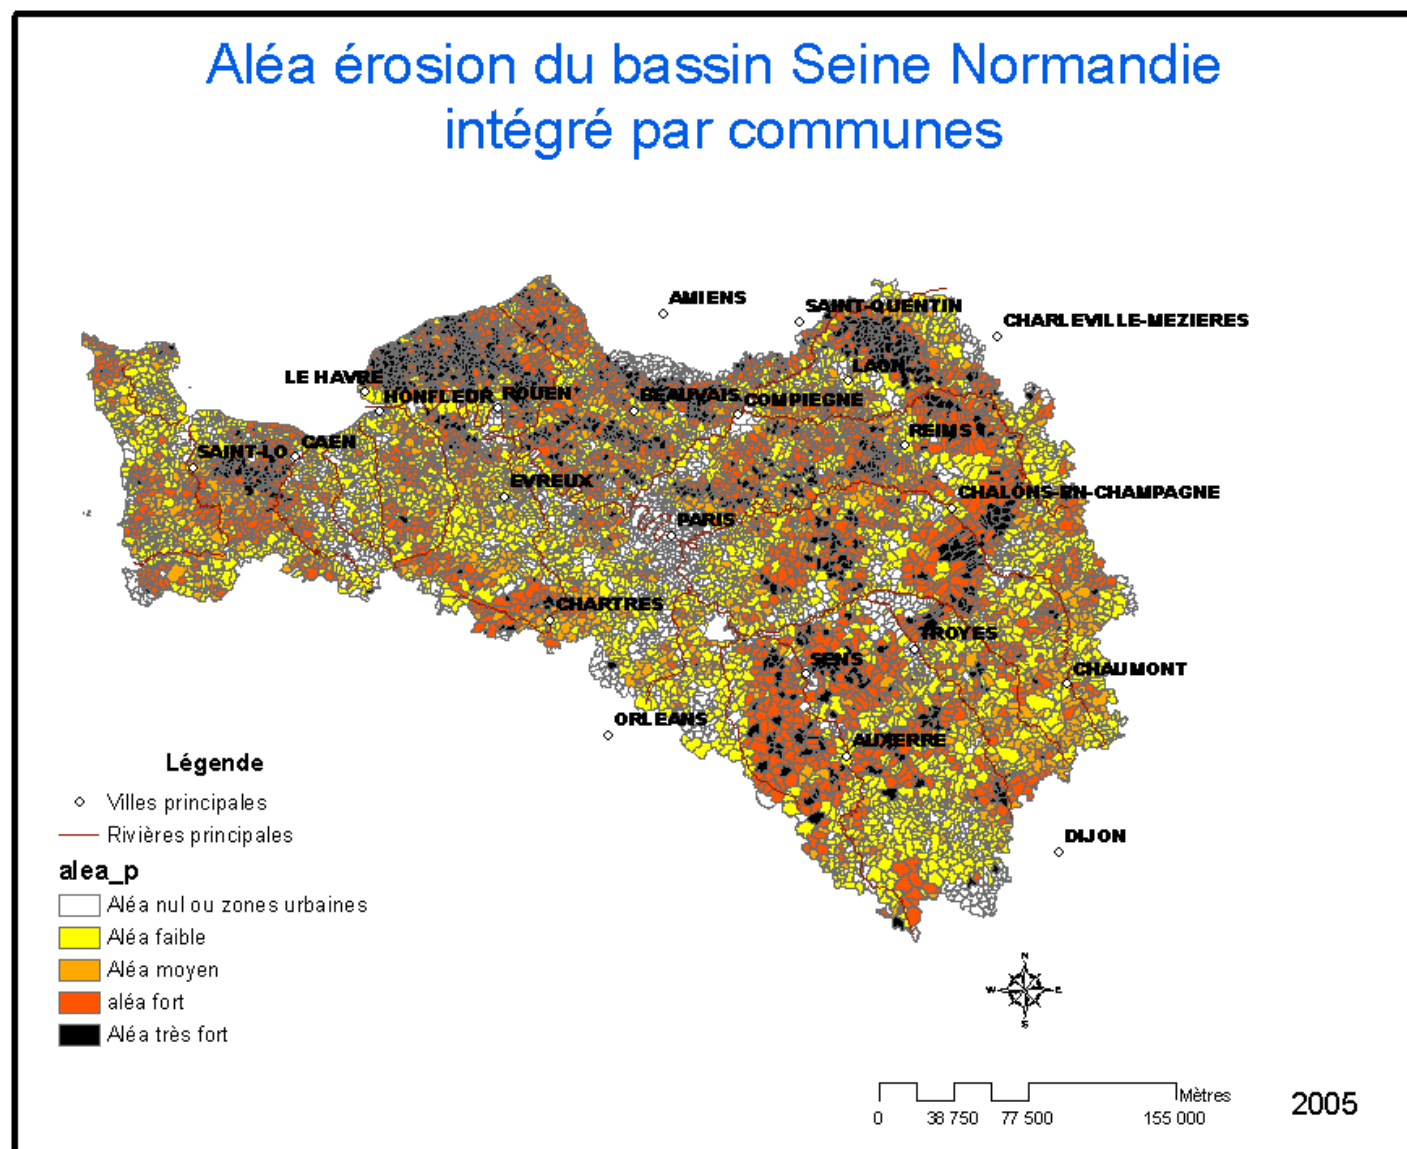 Aléa érosion du bassin Seine Normandie
intégré par communes
AMIENS
SAINT-QUENTIN
CHARLEVILLE-MEZIERES
LE HAVRE
HONFLEUR
ROUEN
BEAUVAIS
COMPIEGNE
LAON
REIMS
SAINT-LO
CAEN
EVREUX
PARIS
CHALONS-EN-CHAMPAGNE
CHARTRES
TROYES
SENS
CHAUMONT
ORLEANS
AUXERRE
DIJON
Légende
Villes principales
Rivières principales
alea_p
Aléa nul ou zones urbaines
Aléa faible
Aléa moyen
aléa fort
Aléa très fort
N
W
E
S
Mètres
0 38 750 77 500 155 000
2005